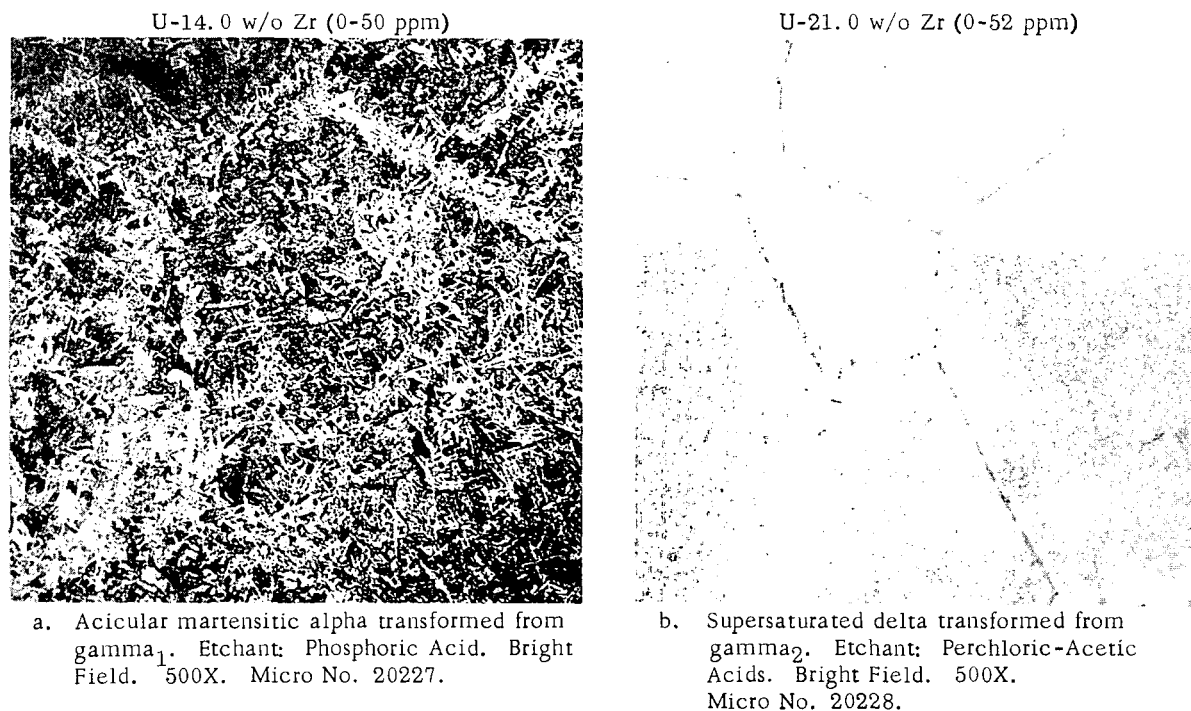 U-14.0 w/o Zr (0-50 ppm)
a. Acicular martensitic alpha transformed from
gamma₁. Etchant: Phosphoric Acid. Bright
Field. 500X. Micro No. 20227.
U-21.0 w/o Zr (0-52 ppm)
b. Supersaturated delta transformed from
gamma₂. Etchant: Perchloric-Acetic
Acids. Bright Field. 500X.
Micro No. 20228.